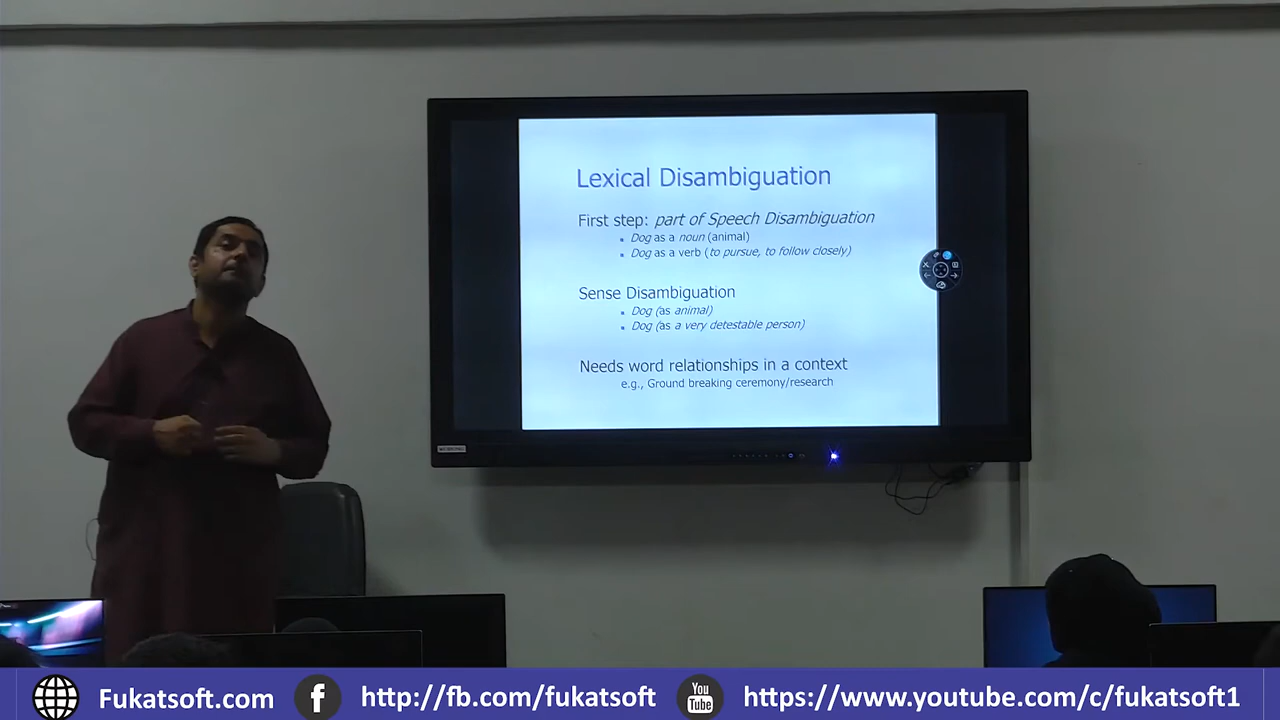 Lexical Disambiguation
First step: part of Speech Disambiguation
Dog as a noun (animal)
Dog as a verb (to pursue, to follow closely)
Sense Disambiguation
Dog (as animal)
Dog (as a very detestable person)
Needs word relationships in a context
e.g., Ground breaking ceremony/research
Fukatsoft.com f http://fb.com/fukatsoft You Tube https://www.youtube.com/c/fukatsoft1